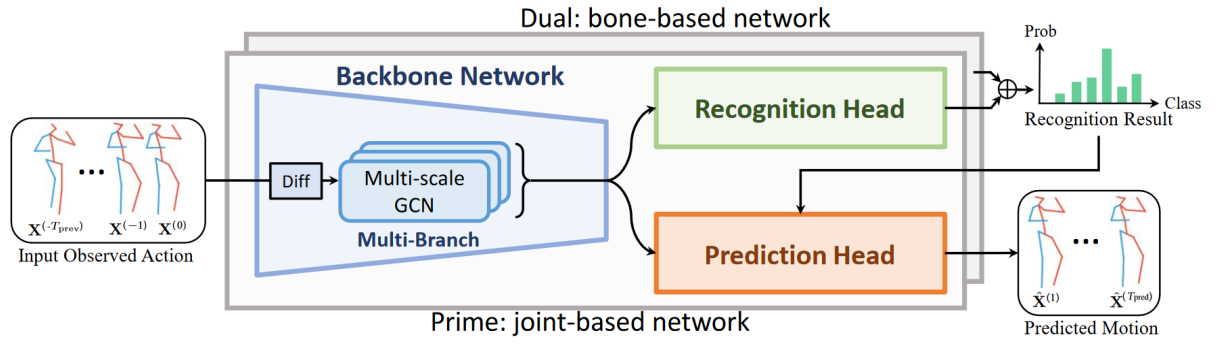 Dual: bone-based network
Backbone Network
Recognition Head
Prob
Class
Recognition Result
Diff
Multi-scale
GCN
Multi-Branch
X^(-T_prev) X^(−1) X^(0)
Input Observed Action
Prediction Head
X̂^(1) X̂^(T_pred)
Predicted Motion
Prime: joint-based network